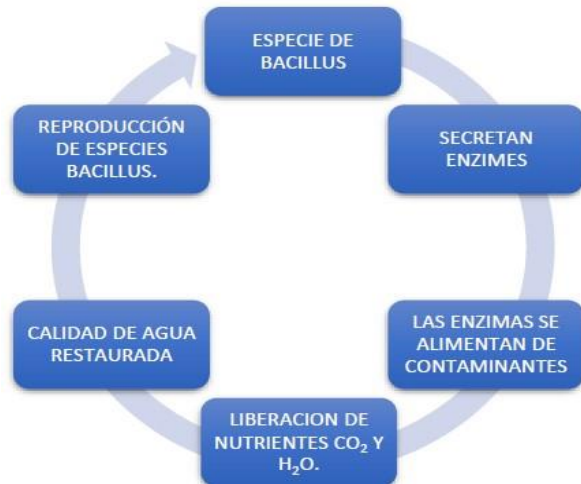 ESPECIE DE
BACILLUS
SECRETAN
ENZIMES
LAS ENZIMAS SE
ALIMENTAN DE
CONTAMINANTES
LIBERACION DE
NUTRIENTES CO₂ Y
H₂O.
CALIDAD DE AGUA
RESTAURADA
REPRODUCCIÓN
DE ESPECIES
BACILLUS.